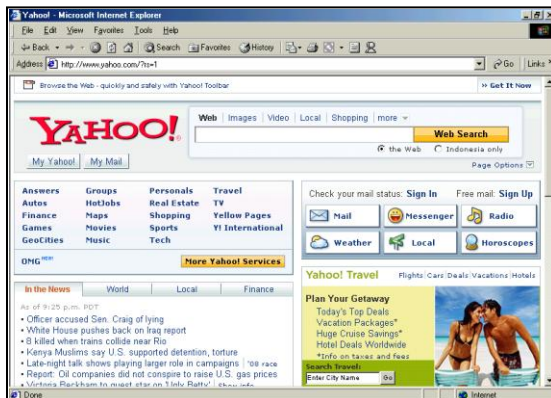 Yahoo! - Microsoft Internet Explorer
File Edit View Favorites Tools Help
Back Search Favorites History
Address http://www.yahoo.com/?rs=1 Go Links
Browse the Web - quickly and safely with Yahoo! Toolbar Get It Now
Web | Images | Video | Local | Shopping | more
YAHOO!
Web Search
the Web Indonesia only
My Yahoo! My Mail
Page Options
Answers Groups Personals Travel
Autos HotJobs Real Estate TV
Finance Maps Shopping Yellow Pages
Games Movies Sports Y! International
GeoCities Music Tech
OMG NEW! More Yahoo! Services
Check your mail status: Sign In Free mail: Sign Up
Mail Messenger Radio
Weather Local Horoscopes
In the News World Local Finance
As of 9:25 p.m. PDT
• Officer accused Sen. Craig of lying
• White House pushes back on Iraq report
• 8 killed when trains collide near Rio
• Kenya Muslims say U.S. supported detention, torture
• Late-night talk shows playing larger role in campaigns | '08 race
• Report: Oil companies did not conspire to raise U.S. gas prices
• Victoria Beckham to guest star on 'Ugly Betty'
Yahoo! Travel Flights Cars Deals Vacations Hotels
Plan Your Getaway
Today's Top Deals
Vacation Packages*
Huge Cruise Savings*
Hotel Deals Worldwide
*Info on taxes and fees
Search Travel:
Enter City Name Go
Done Internet